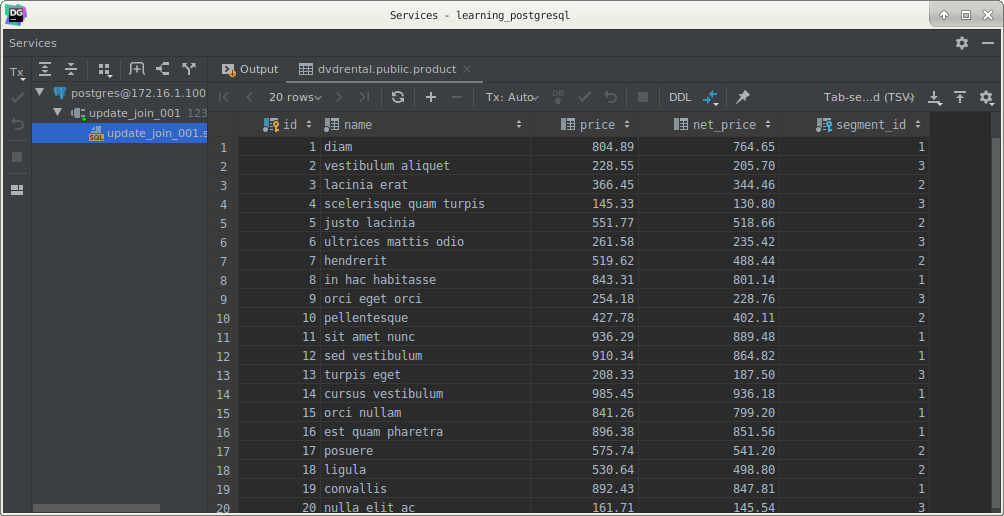 DG
Services - learning_postgresql
Services
Tx
Output
dvdrental.public.product
postgres@172.16.1.100
update_join_001 123
update_join_001.s
SQL
20 rows
Tx: Auto
DB
DDL
Tab-se...d (TSV)
id name price net_price segment_id
1 1 diam 804.89 764.65 1
2 2 vestibulum aliquet 228.55 205.70 3
3 3 lacinia erat 366.45 344.46 2
4 4 scelerisque quam turpis 145.33 130.80 3
5 5 justo lacinia 551.77 518.66 2
6 6 ultrices mattis odio 261.58 235.42 3
7 7 hendrerit 519.62 488.44 2
8 8 in hac habitasse 843.31 801.14 1
9 9 orci eget orci 254.18 228.76 3
10 10 pellentesque 427.78 402.11 2
11 11 sit amet nunc 936.29 889.48 1
12 12 sed vestibulum 910.34 864.82 1
13 13 turpis eget 208.33 187.50 3
14 14 cursus vestibulum 985.45 936.18 1
15 15 orci nullam 841.26 799.20 1
16 16 est quam pharetra 896.38 851.56 1
17 17 posuere 575.74 541.20 2
18 18 ligula 530.64 498.80 2
19 19 convallis 892.43 847.81 1
20 20 nulla elit ac 161.71 145.54 3